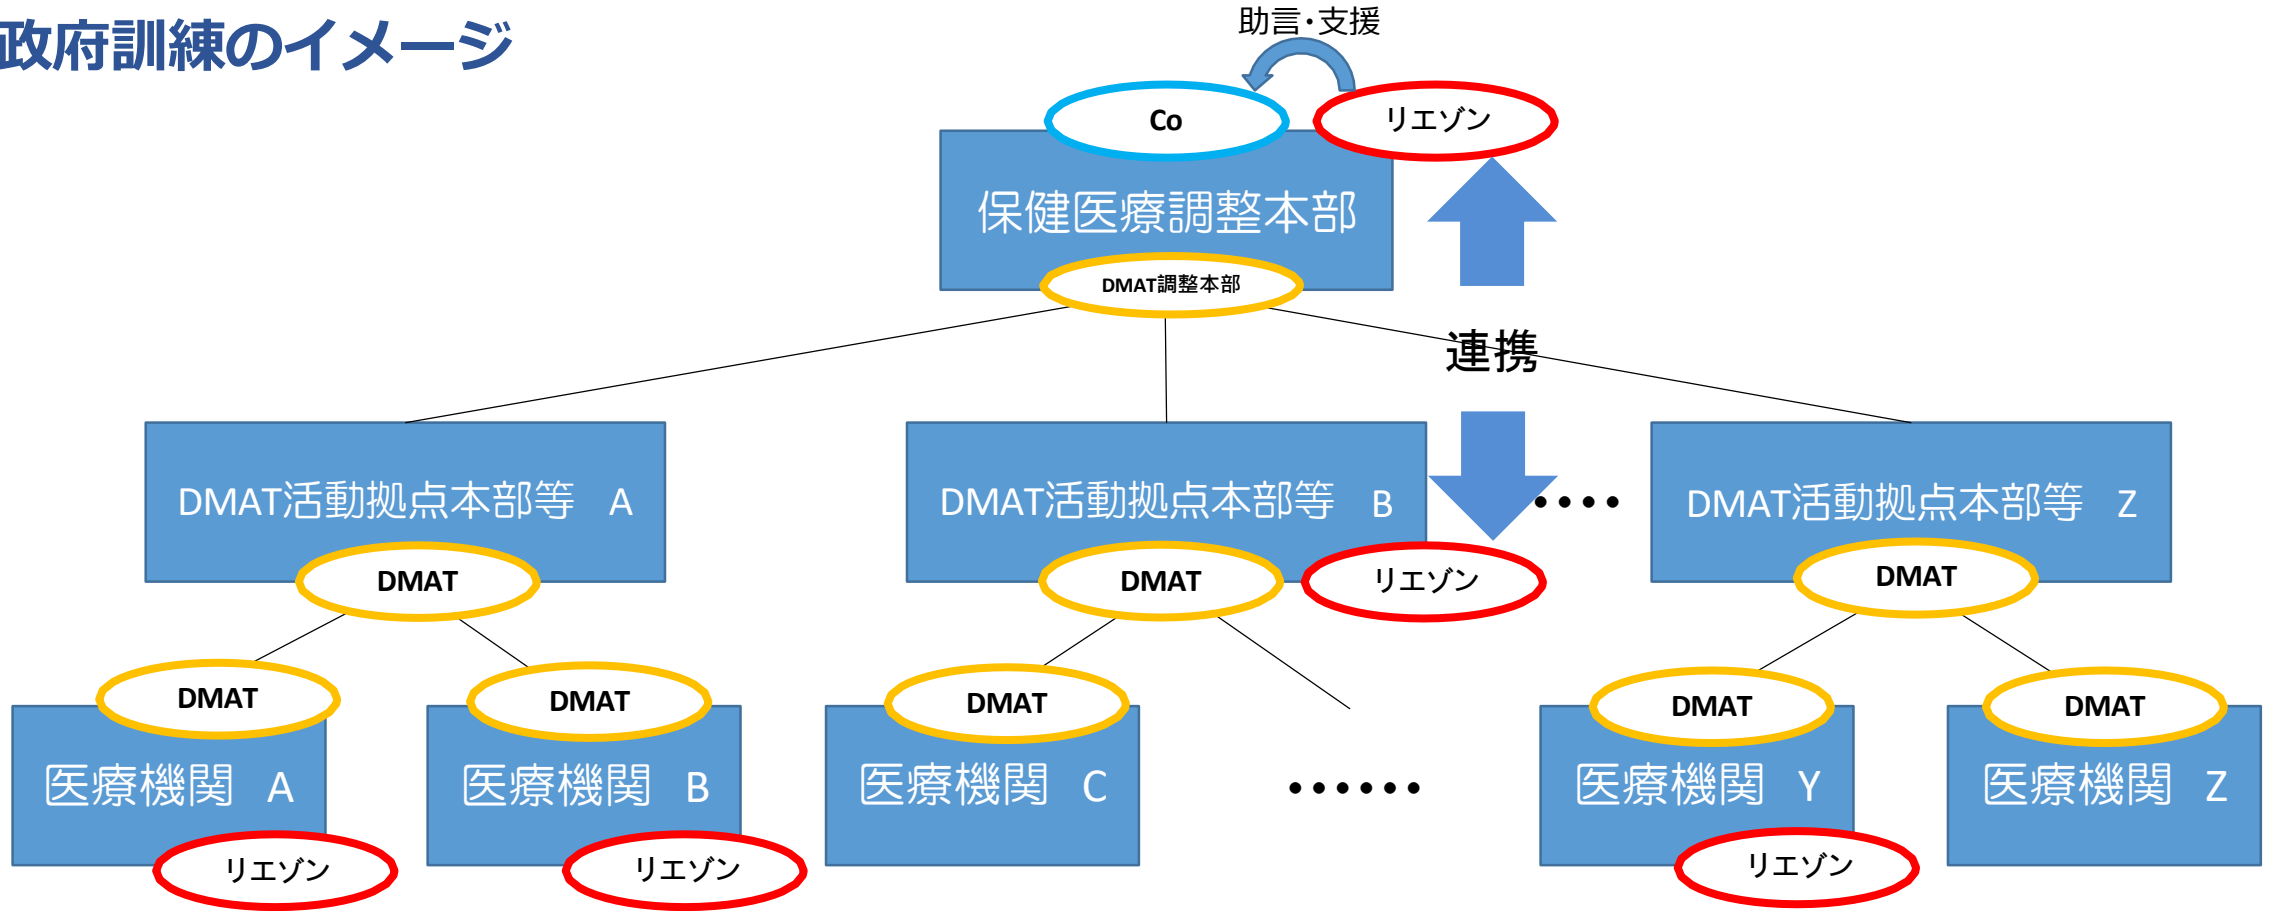 政府訓練のイメージ
助言・支援
Co
リエゾン
保健医療調整本部
DMAT調整本部
連携
DMAT活動拠点本部等　A
DMAT活動拠点本部等　B
････
DMAT活動拠点本部等　Z
DMAT
DMAT
リエゾン
DMAT
DMAT
DMAT
DMAT
DMAT
DMAT
医療機関　A
医療機関　B
医療機関　C
･･････
医療機関　Y
医療機関　Z
リエゾン
リエゾン
リエゾン